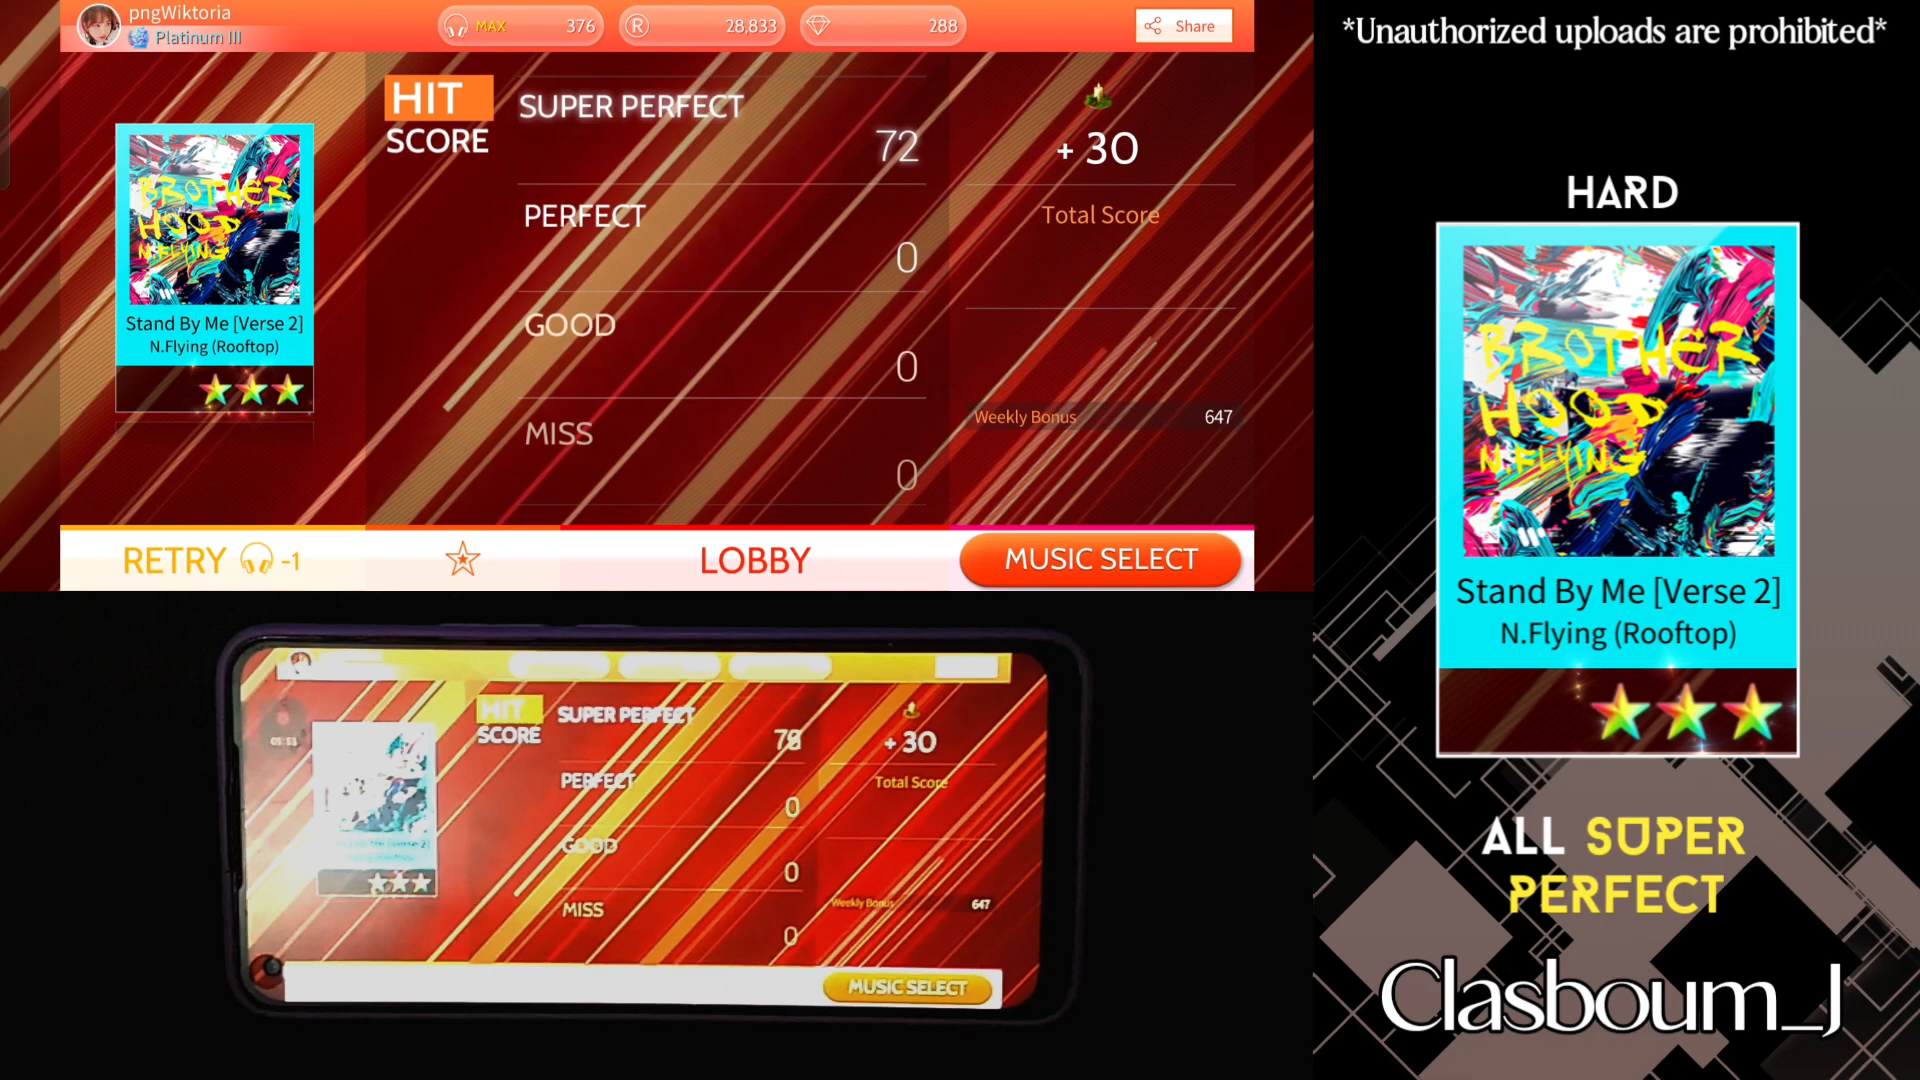 pngWiktoria
Platinum III
MAX 376
R 28,833
288
Share
HIT
SCORE
SUPER PERFECT
72
PERFECT
0
GOOD
0
MISS
0
+ 30
Total Score
Weekly Bonus 647
BROTHER
HOOD
N.FLYING
Stand By Me [Verse 2]
N.Flying (Rooftop)
RETRY -1
LOBBY
MUSIC SELECT
HIT
SCORE
SUPER PERFECT
PERFECT
0
GOOD
0
MISS
0
+ 30
Total Score
Weekly Bonus 647
MUSIC SELECT
*Unauthorized uploads are prohibited*
HARD
BROTHER
HOOD
N.FLYING
Stand By Me [Verse 2]
N.Flying (Rooftop)
ALL SUPER
PERFECT
Clasboum_J